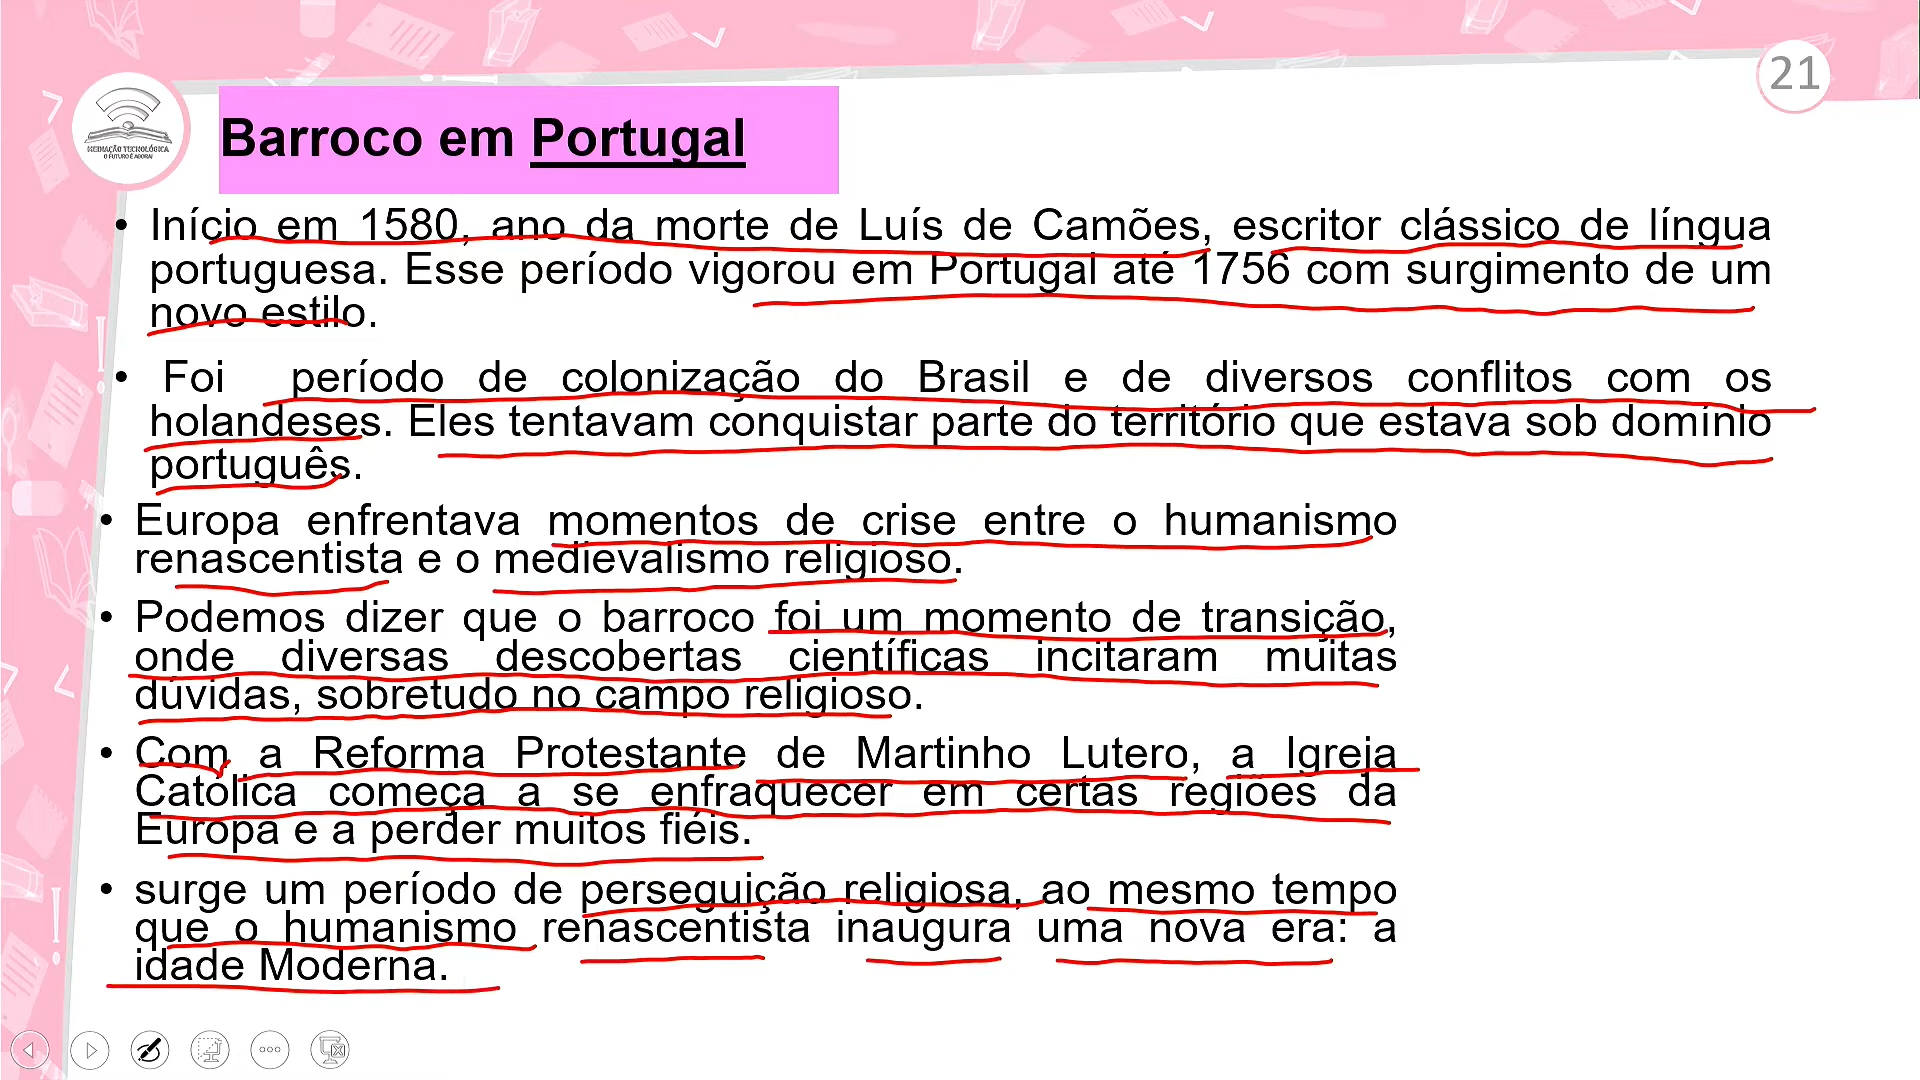 21
MEDIAÇÃO TECNOLÓGICA
O FUTURO É AGORA!
Barroco em Portugal
• Início em 1580, ano da morte de Luís de Camões, escritor clássico de língua
portuguesa. Esse período vigorou em Portugal até 1756 com surgimento de um
novo estilo.
• Foi período de colonização do Brasil e de diversos conflitos com os
holandeses. Eles tentavam conquistar parte do território que estava sob domínio
português.
• Europa enfrentava momentos de crise entre o humanismo
renascentista e o medievalismo religioso.
• Podemos dizer que o barroco foi um momento de transição,
onde diversas descobertas científicas incitaram muitas
dúvidas, sobretudo no campo religioso.
• Com a Reforma Protestante de Martinho Lutero, a Igreja
Católica começa a se enfraquecer em certas regiões da
Europa e a perder muitos fiéis.
• surge um período de perseguição religiosa, ao mesmo tempo
que o humanismo renascentista inaugura uma nova era: a
idade Moderna.